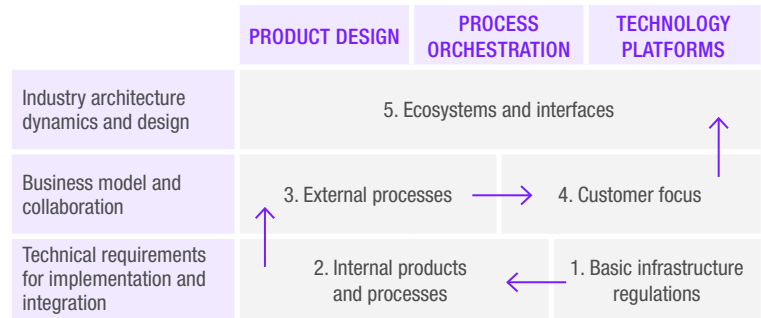 PRODUCT DESIGN
PROCESS
ORCHESTRATION
TECHNOLOGY
PLATFORMS
Industry architecture
dynamics and design
5. Ecosystems and interfaces
Business model and
collaboration
3. External processes
4. Customer focus
Technical requirements
for implementation and
integration
2. Internal products
and processes
1. Basic infrastructure
regulations